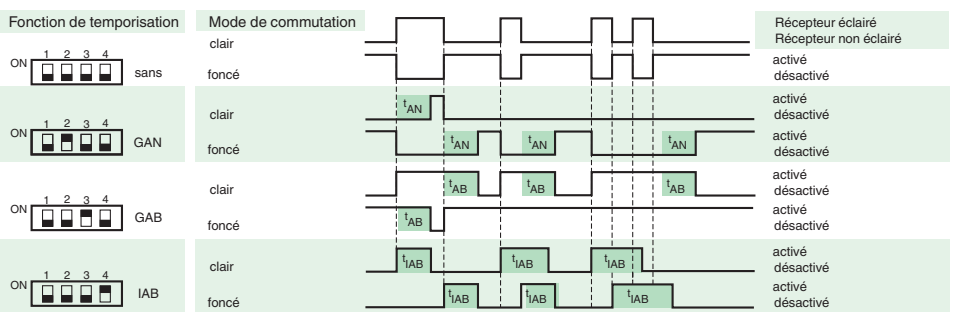 Fonction de temporisation Mode de commutation
Récepteur éclairé
Récepteur non éclairé
clair
ON 1 2 3 4 sans
foncé activé
désactivé
clair tAN activé
désactivé
ON 1 2 3 4 GAN
foncé tAN tAN tAN activé
désactivé
clair tAB tAB tAB activé
désactivé
ON 1 2 3 4 GAB
foncé tAB activé
désactivé
clair tIAB tIAB tIAB activé
désactivé
ON 1 2 3 4 IAB
foncé tIAB tIAB tIAB activé
désactivé